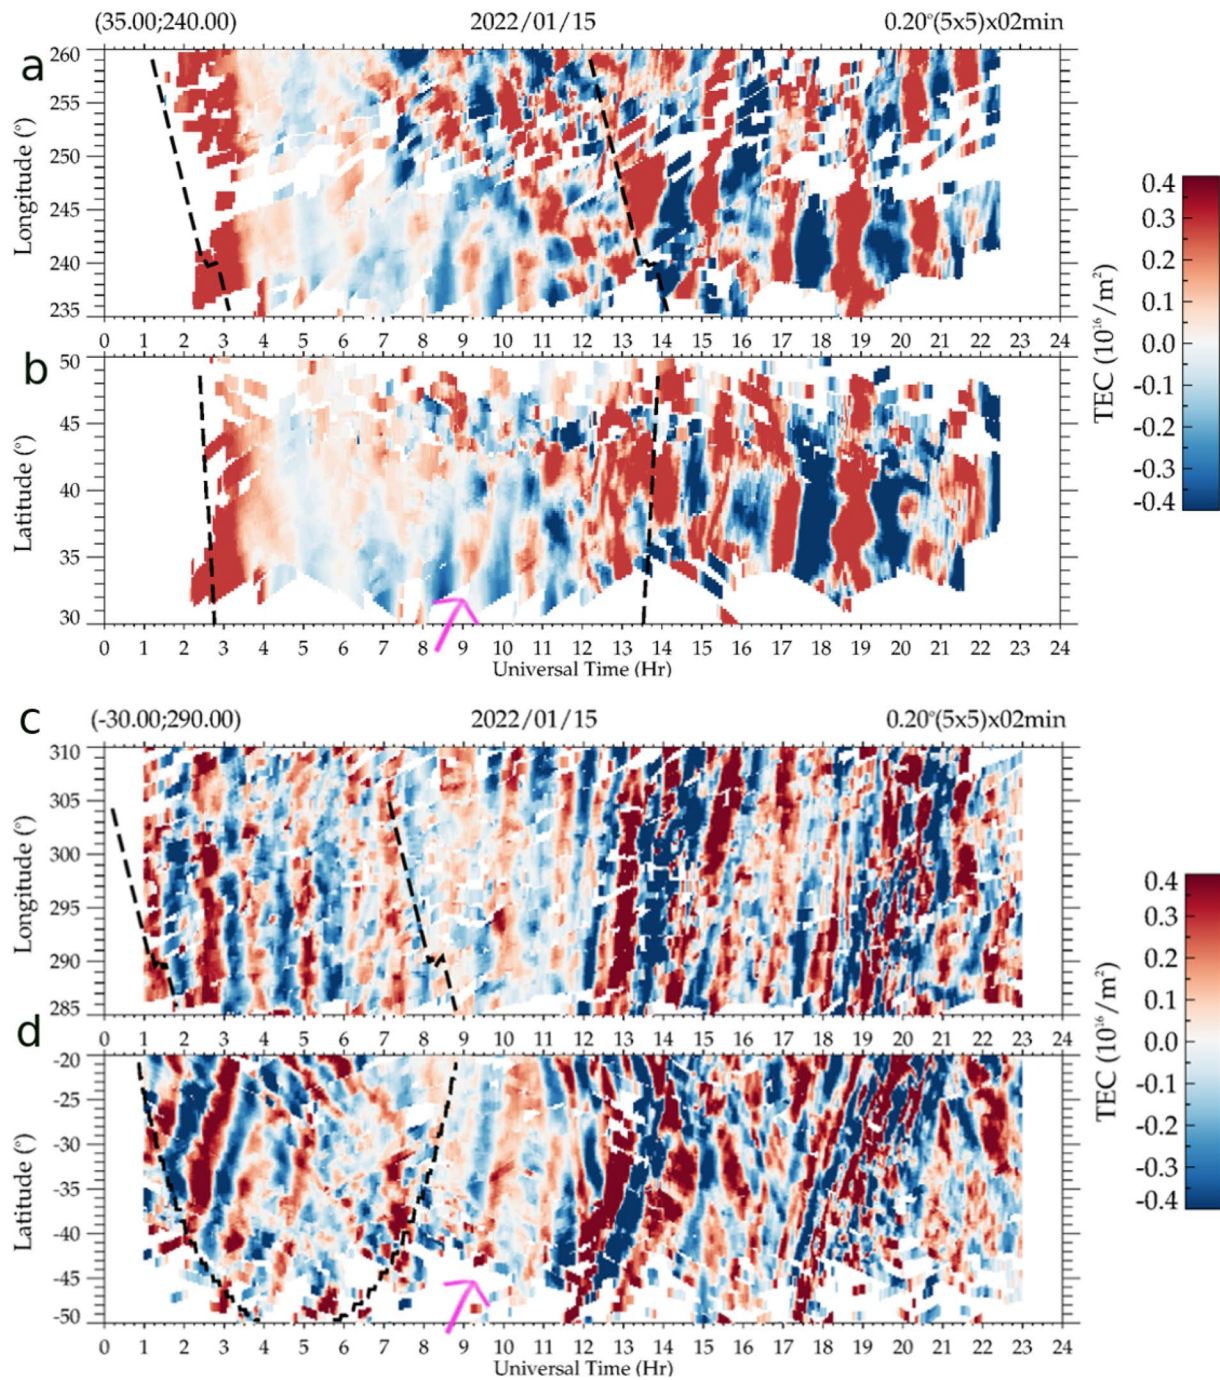 (35.00;240.00) 2022/01/15 0.20°(5x5)x02min
a
260
255
250
245
240
235
Longitude (°)
0 1 2 3 4 5 6 7 8 9 10 11 12 13 14 15 16 17 18 19 20 21 22 23 24
b
50
45
40
35
30
Latitude (°)
0 1 2 3 4 5 6 7 8 9 10 11 12 13 14 15 16 17 18 19 20 21 22 23 24
Universal Time (Hr)
0.4
0.3
0.2
0.1
0.0
-0.1
-0.2
-0.3
-0.4
TEC (10¹⁶/m²)
c
(-30.00;290.00) 2022/01/15 0.20°(5x5)x02min
310
305
300
295
290
285
Longitude (°)
0 1 2 3 4 5 6 7 8 9 10 11 12 13 14 15 16 17 18 19 20 21 22 23 24
d
-20
-25
-30
-35
-40
-45
-50
Latitude (°)
0 1 2 3 4 5 6 7 8 9 10 11 12 13 14 15 16 17 18 19 20 21 22 23 24
Universal Time (Hr)
0.4
0.3
0.2
0.1
0.0
-0.1
-0.2
-0.3
-0.4
TEC (10¹⁶/m²)